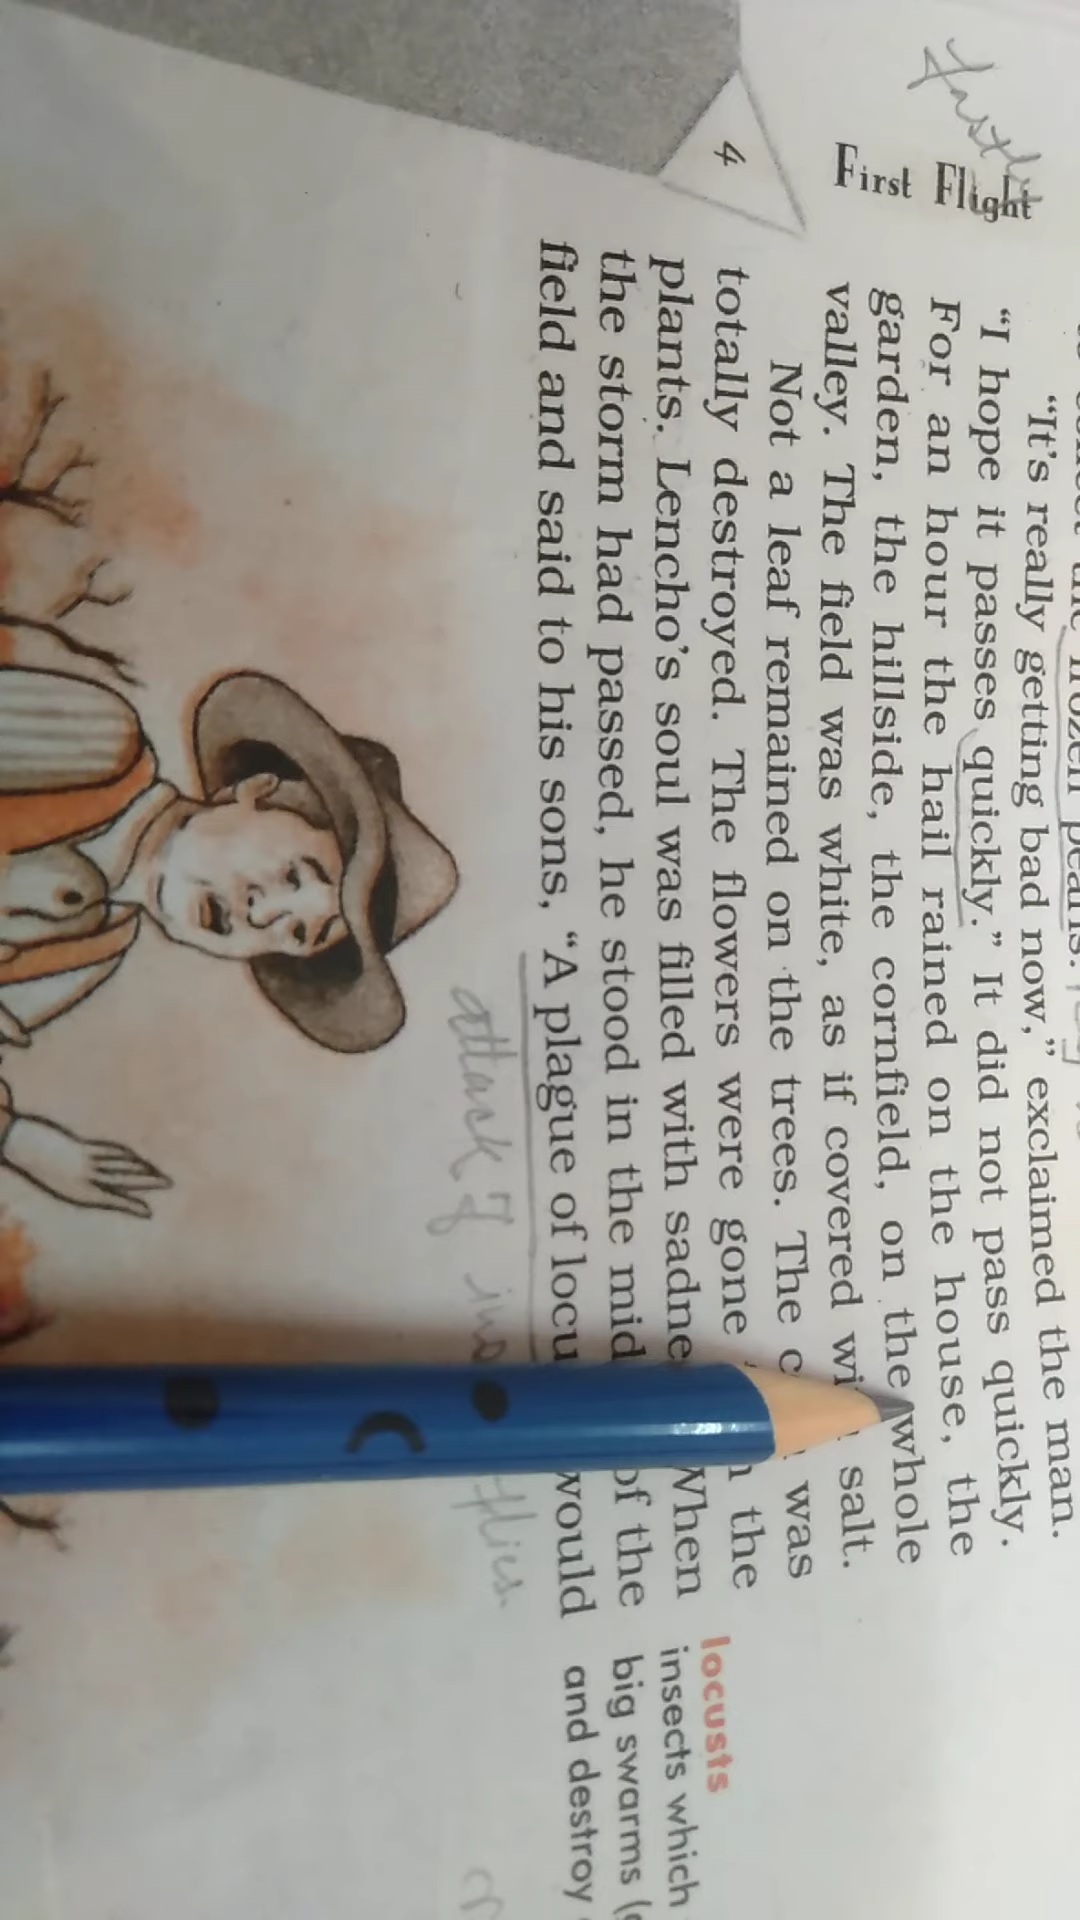 frozen pearls.
“It’s really getting bad now,” exclaimed the man.
“I hope it passes quickly.” It did not pass quickly.
For an hour the hail rained on the house, the
garden, the hillside, the cornfield, on the whole
valley. The field was white, as if covered salt.
Not a leaf remained on the trees. The was
totally destroyed. The flowers were gone the
plants. Lencho’s soul was filled with When
the storm had passed, he stood in the of the
field and said to his sons, “A plague of would
attack of flies.
locusts
insects which
big swarms
and destroy
First Flight
4